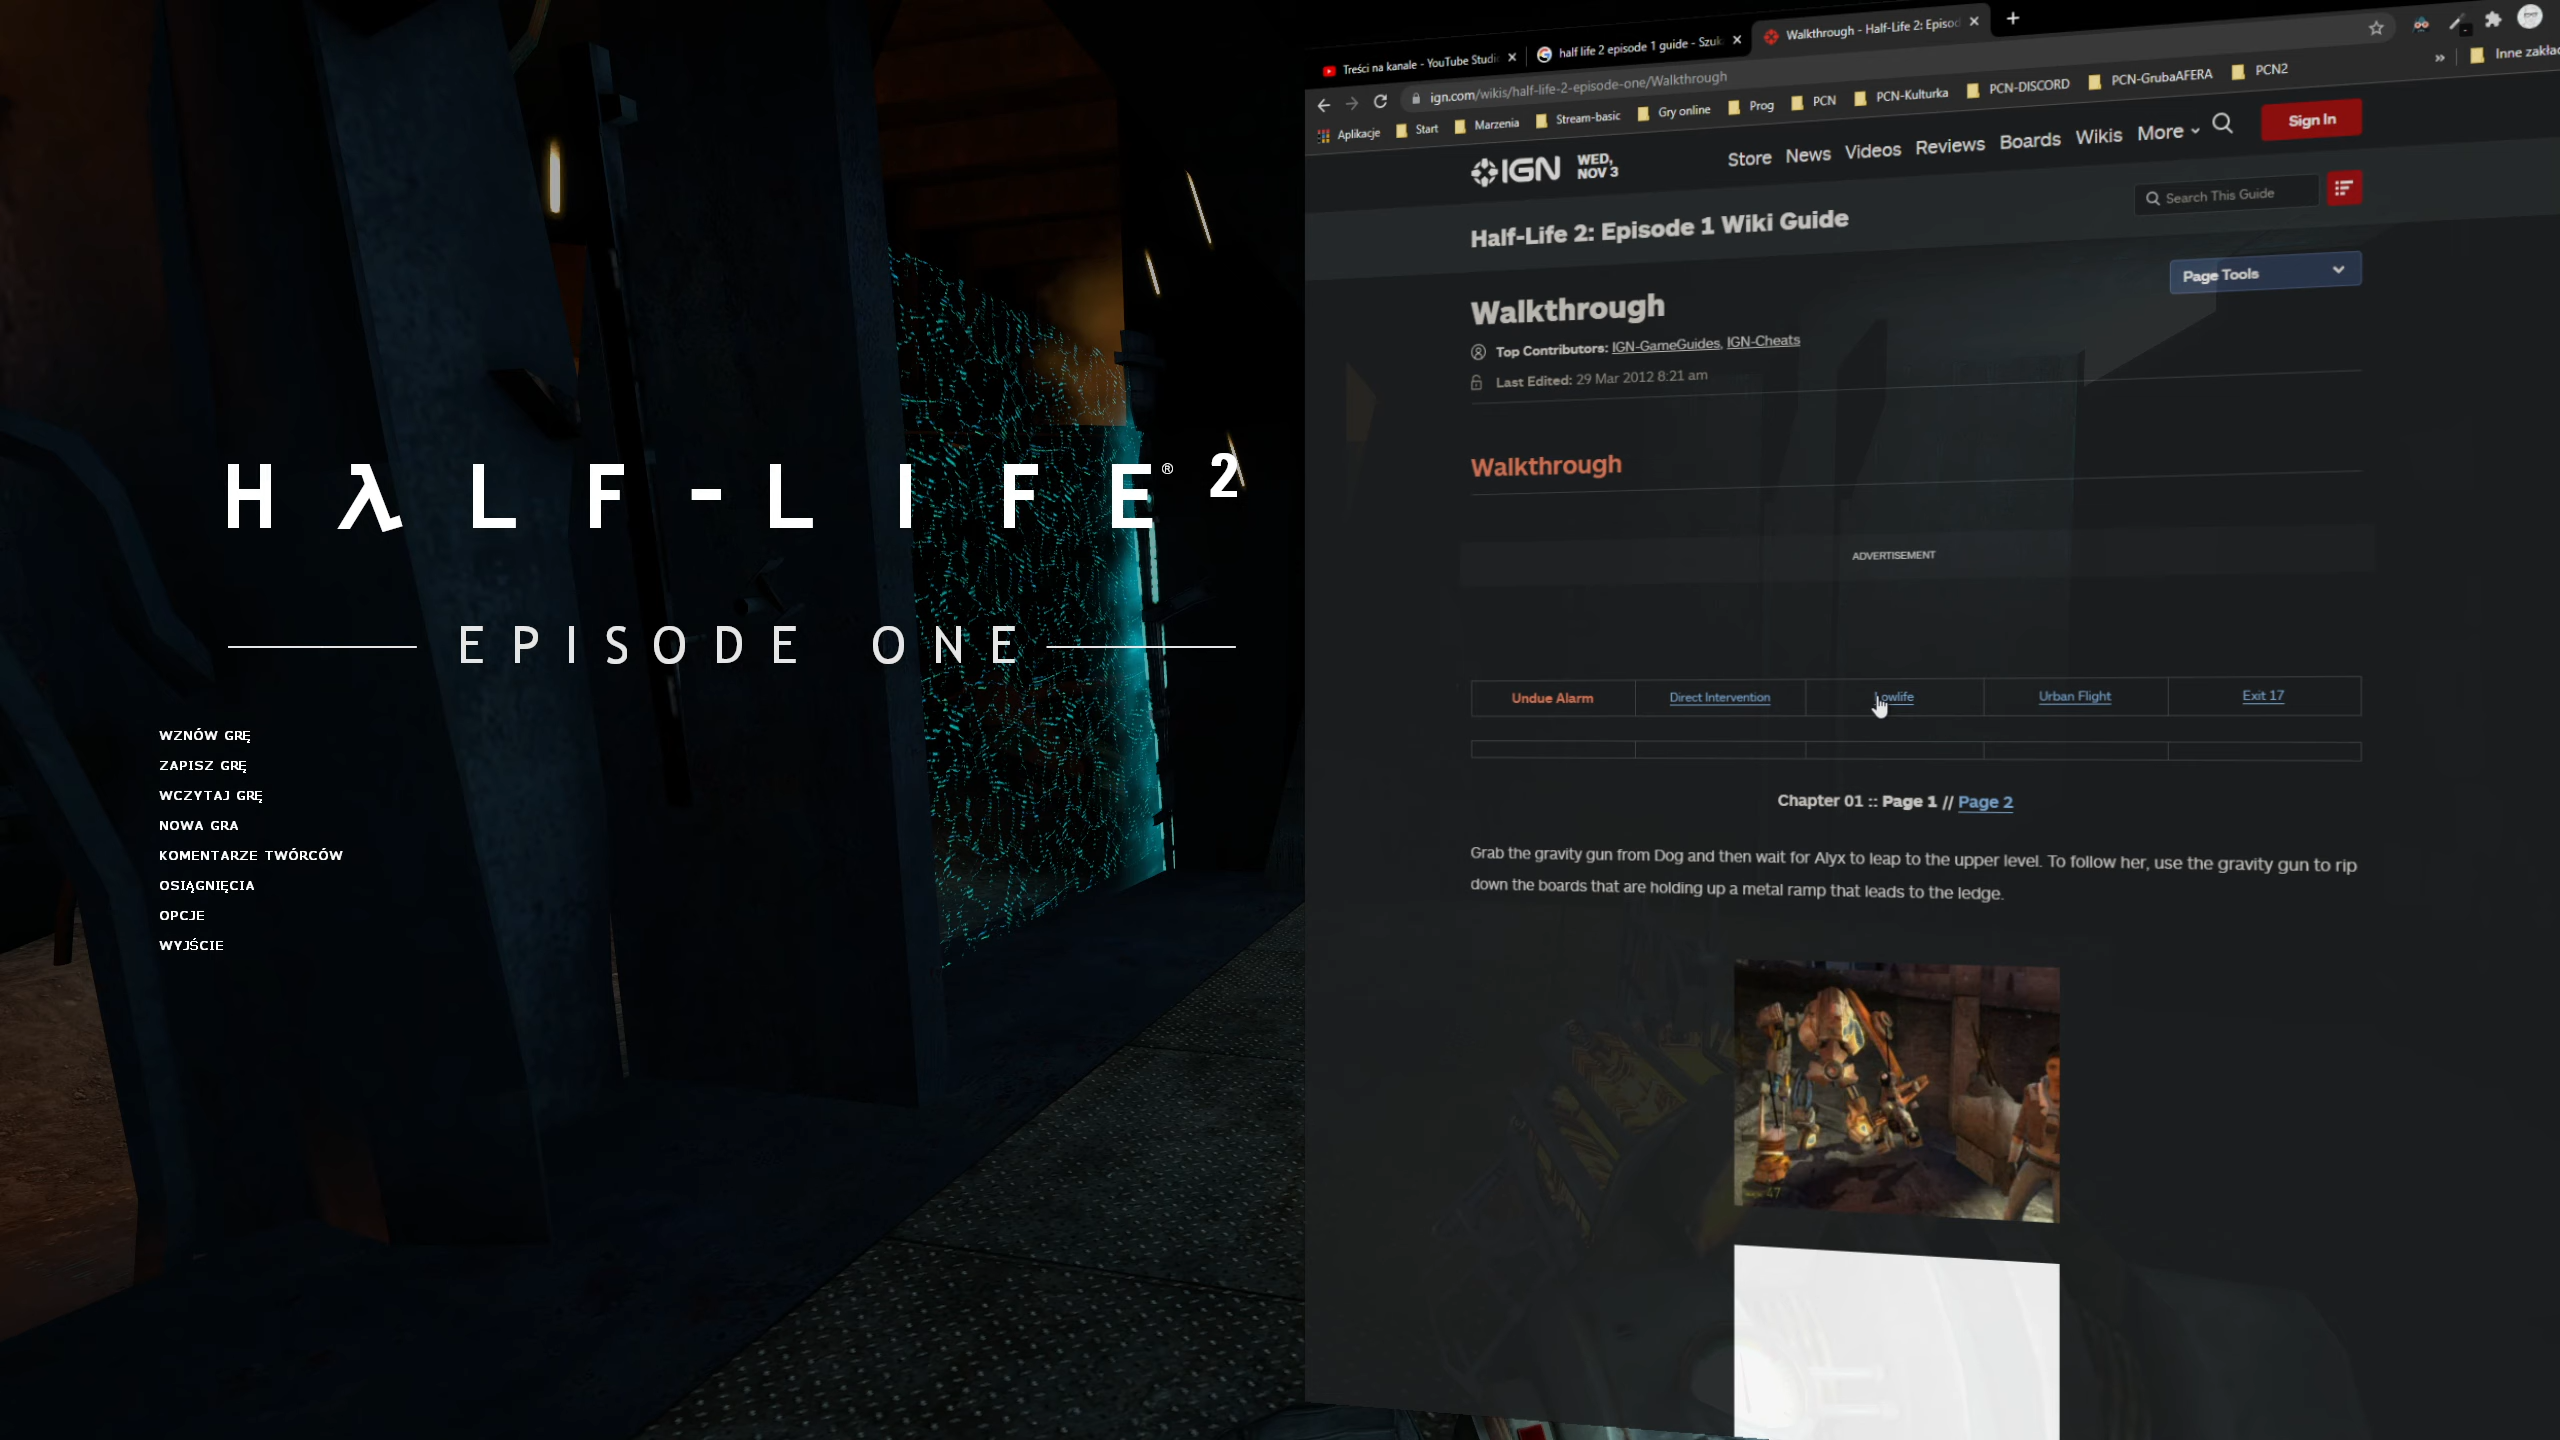 HλLF-LIFE® 2
EPISODE ONE
WZNÓW GRĘ
ZAPISZ GRĘ
WCZYTAJ GRĘ
NOWA GRA
KOMENTARZE TWÓRCÓW
OSIĄGNIĘCIA
OPCJE
WYJŚCIE
Treści na kanale - YouTube Studi
half life 2 episode 1 guide - Szuk
Walkthrough - Half-Life 2: Episod
ign.com/wikis/half-life-2-episode-one/Walkthrough
Aplikacje Start Marzenia Stream-basic Gry online Prog PCN PCN-Kulturka PCN-DISCORD PCN-GrubaAFERA PCN2 » Inne zakład
IGN WED, NOV 3
Store News Videos Reviews Boards Wikis More Sign In
Half-Life 2: Episode 1 Wiki Guide
Search This Guide
Page Tools
Walkthrough
Top Contributors: IGN-GameGuides, IGN-Cheats
Last Edited: 29 Mar 2012 8:21 am
Walkthrough
ADVERTISEMENT
Undue Alarm Direct Intervention Lowlife Urban Flight Exit 17
Chapter 01 :: Page 1 // Page 2
Grab the gravity gun from Dog and then wait for Alyx to leap to the upper level. To follow her, use the gravity gun to rip
down the boards that are holding up a metal ramp that leads to the ledge.
47